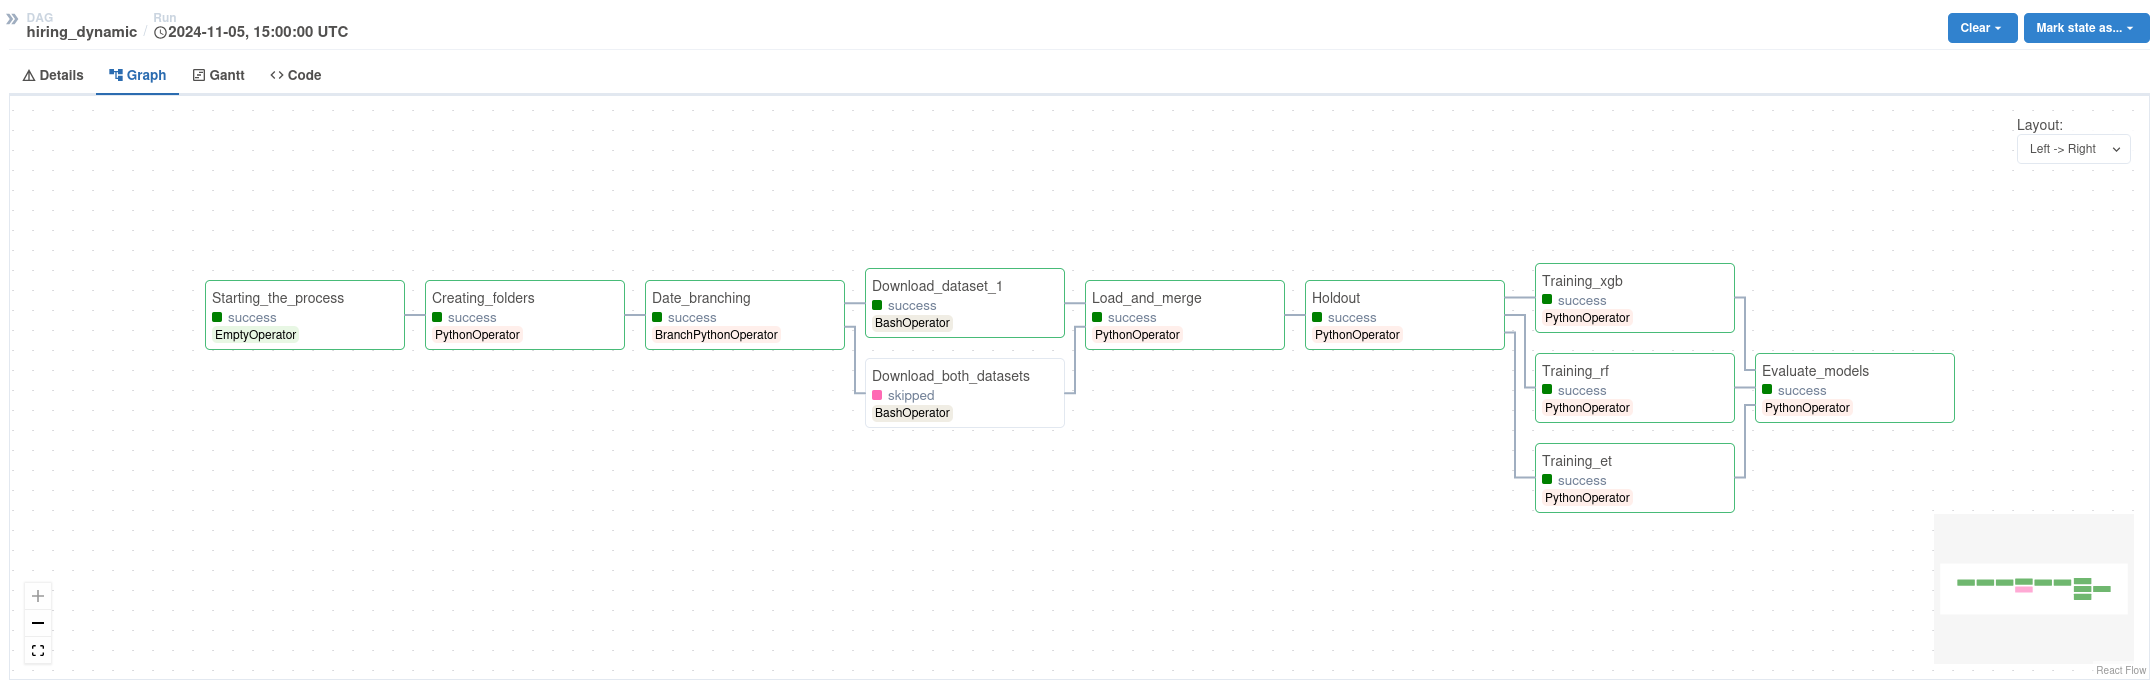 DAG
hiring_dynamic
/
Run
2024-11-05, 15:00:00 UTC
Clear
Mark state as...
Details
Graph
Gantt
Code
Layout:
Left -> Right
Starting_the_process
success
EmptyOperator
Creating_folders
success
PythonOperator
Date_branching
success
BranchPythonOperator
Download_dataset_1
success
BashOperator
Download_both_datasets
skipped
BashOperator
Load_and_merge
success
PythonOperator
Holdout
success
PythonOperator
Training_xgb
success
PythonOperator
Training_rf
success
PythonOperator
Training_et
success
PythonOperator
Evaluate_models
success
PythonOperator
React Flow